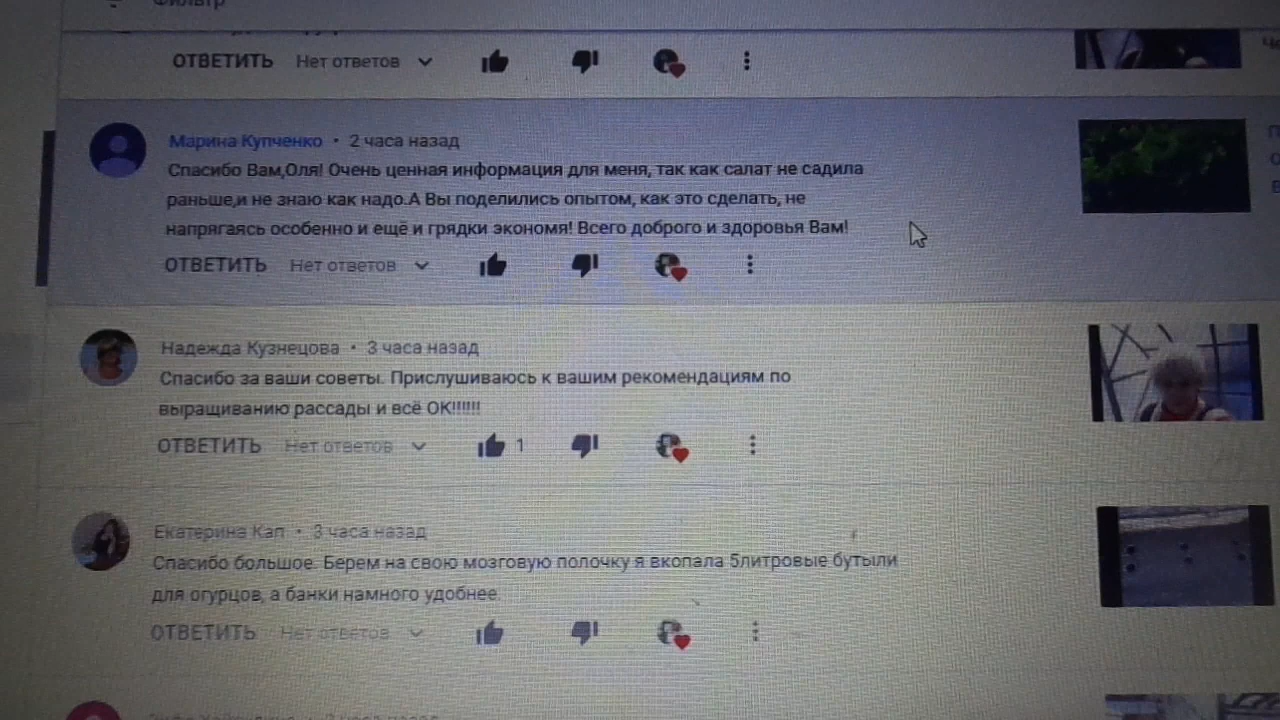 Фильтр
ОТВЕТИТЬ Нет ответов
Марина Купченко • 2 часа назад
Спасибо Вам,Оля! Очень ценная информация для меня, так как салат не садила
раньше,и не знаю как надо.А Вы поделились опытом, как это сделать, не
напрягаясь особенно и ещё и грядки экономя! Всего доброго и здоровья Вам!
ОТВЕТИТЬ Нет ответов
Надежда Кузнецова • 3 часа назад
Спасибо за ваши советы. Прислушиваюсь к вашим рекомендациям по
выращиванию рассады и всё ОК!!!!!!
ОТВЕТИТЬ Нет ответов 1
Екатерина Кап • 3 часа назад
Спасибо большое. Берем на свою мозговую полочку я вкопала 5литровые бутыли
для огурцов, а банки намного удобнее.
ОТВЕТИТЬ Нет ответов